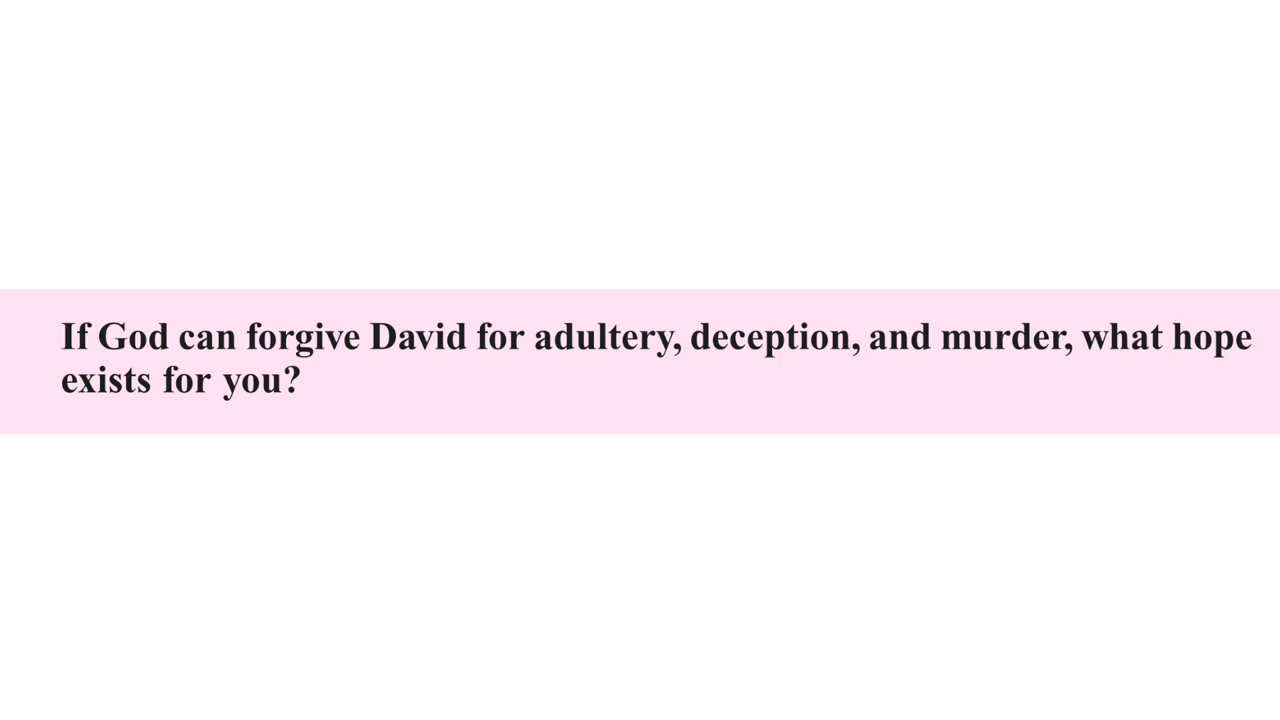 If God can forgive David for adultery, deception, and murder, what hope
exists for you?